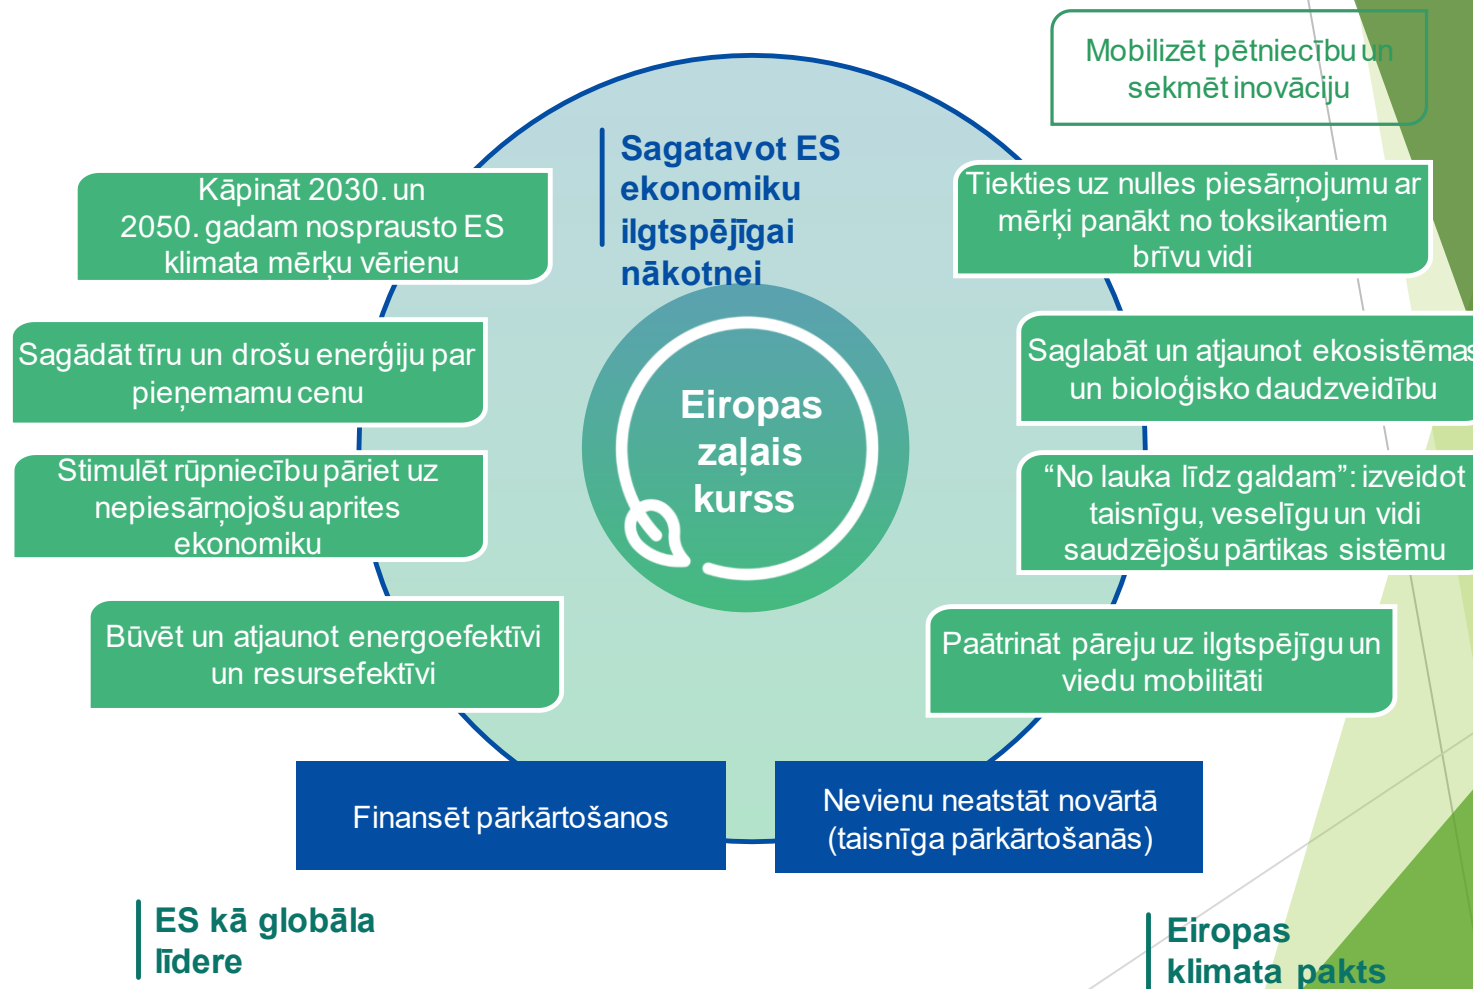 Mobilizēt pētniecību un
sekmēt inovāciju
Sagatavot ES
ekonomiku
ilgtspējīgai
nākotnei
Kāpināt 2030. un
2050. gadam nosprausto ES
klimata mērķu vērienu
Tiekties uz nulles piesārņojumu ar
mērķi panākt no toksikantiem
brīvu vidi
Sagādāt tīru un drošu enerģiju par
pieņemamu cenu
Saglabāt un atjaunot ekosistēmas
un bioloģisko daudzveidību
Eiropas
zaļais
kurss
Stimulēt rūpniecību pāriet uz
nepiesārņojošu aprites
ekonomiku
“No lauka līdz galdam”: izveidot
taisnīgu, veselīgu un vidi
saudzējošu pārtikas sistēmu
Būvēt un atjaunot energoefektīvi
un resursefektīvi
Paātrināt pāreju uz ilgtspējīgu un
viedu mobilitāti
Finansēt pārkārtošanos
Nevienu neatstāt novārtā
(taisnīga pārkārtošanās)
ES kā globāla
līdere
Eiropas
klimata pakts